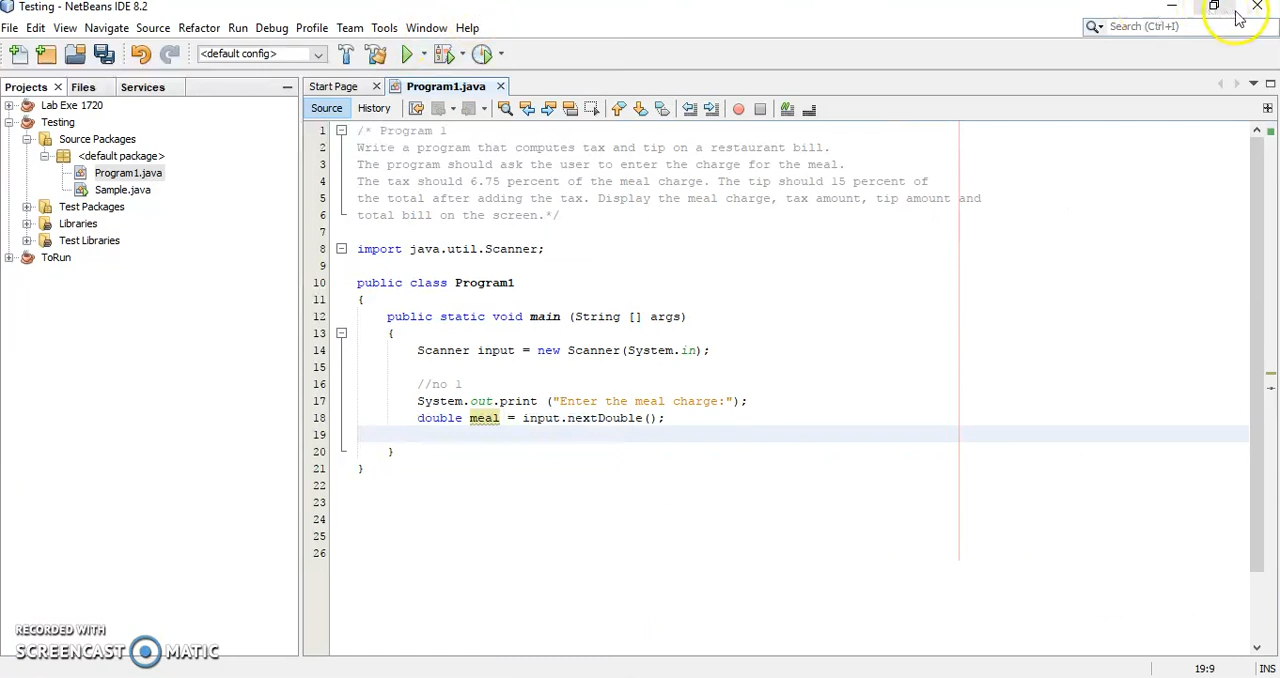 Testing - NetBeans IDE 8.2
File Edit View Navigate Source Refactor Run Debug Profile Team Tools Window Help
Search (Ctrl+I)
<default config>
Projects Files Services
Start Page Program1.java
Lab Exe 1720
Testing
Source Packages
<default package>
Program1.java
Sample.java
Test Packages
Libraries
Test Libraries
ToRun
Source History
1 /* Program 1
2 Write a program that computes tax and tip on a restaurant bill.
3 The program should ask the user to enter the charge for the meal.
4 The tax should 6.75 percent of the meal charge. The tip should 15 percent of
5 the total after adding the tax. Display the meal charge, tax amount, tip amount and
6 total bill on the screen.*/
7
8 import java.util.Scanner;
9
10 public class Program1
11 {
12 public static void main (String [] args)
13 {
14 Scanner input = new Scanner(System.in);
15
16 //no 1
17 System.out.print ("Enter the meal charge:");
18 double meal = input.nextDouble();
19
20 }
21 }
22
23
24
25
26
RECORDED WITH
SCREENCAST MATIC
19:9 INS